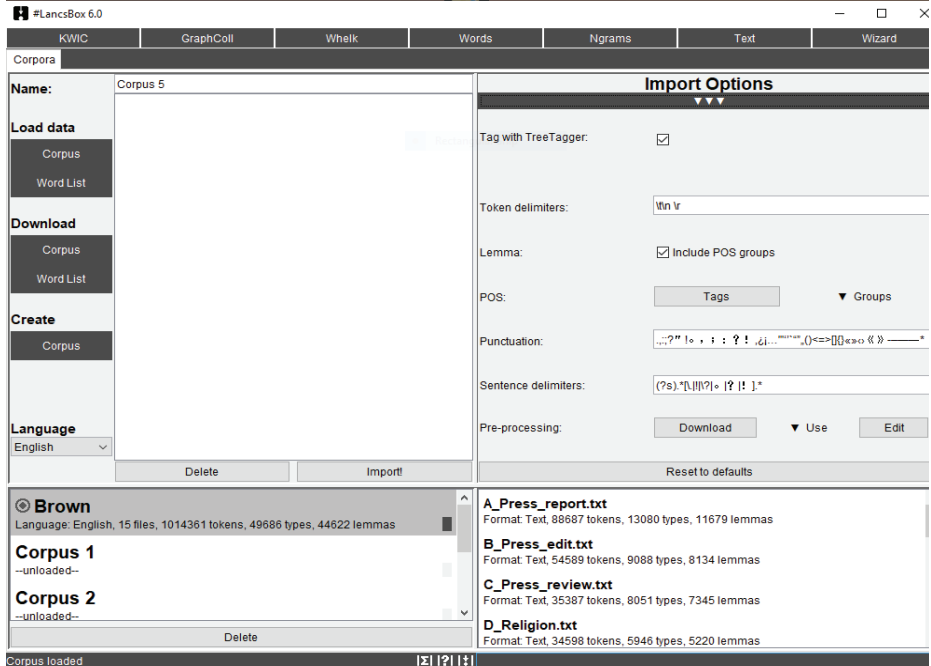 #LancsBox 6.0
KWIC GraphColl Whelk Words Ngrams Text Wizard
Corpora
Name: Corpus 5
Import Options
▼▼▼
Load data
Corpus
Word List
Tag with TreeTagger:
Token delimiters: \t\n \r
Download
Corpus
Word List
Lemma: Include POS groups
POS: Tags ▼ Groups
Create
Corpus
Punctuation:
Sentence delimiters: (?s).*[\.|!|\?|。|？|！ ].*
Language
English
Pre-processing: Download ▼ Use Edit
Delete Import! Reset to defaults
Brown
Language: English, 15 files, 1014361 tokens, 49686 types, 44622 lemmas
Corpus 1
--unloaded--
Corpus 2
--unloaded--
Delete
A_Press_report.txt
Format: Text, 88687 tokens, 13080 types, 11679 lemmas
B_Press_edit.txt
Format: Text, 54589 tokens, 9088 types, 8134 lemmas
C_Press_review.txt
Format: Text, 35387 tokens, 8051 types, 7345 lemmas
D_Religion.txt
Format: Text, 34598 tokens, 5946 types, 5220 lemmas
Corpus loaded |Σ| |?| |‡|